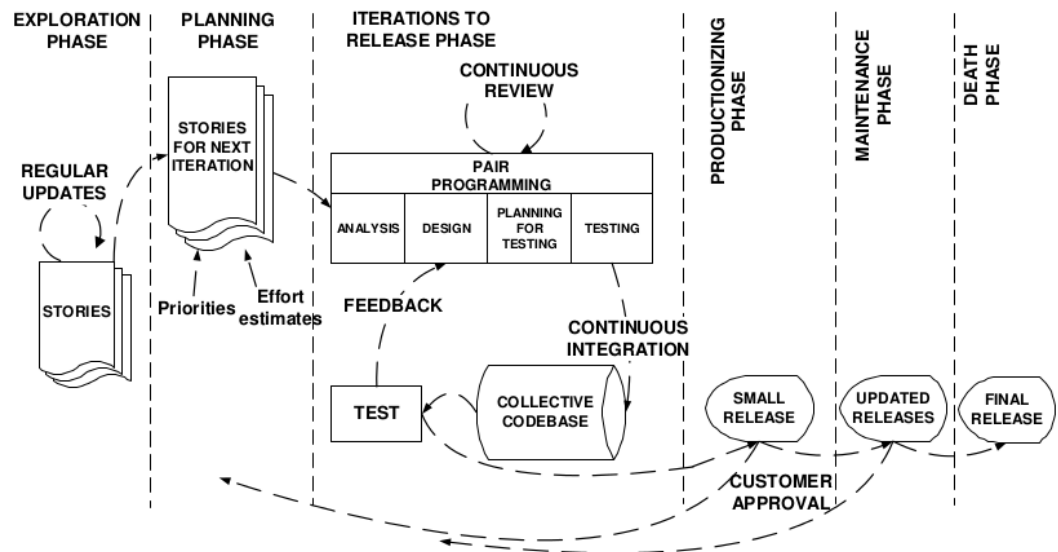 EXPLORATION
PHASE
PLANNING
PHASE
ITERATIONS TO
RELEASE PHASE
PRODUCTIONIZING
PHASE
MAINTENANCE
PHASE
DEATH
PHASE
REGULAR
UPDATES
STORIES
STORIES
FOR NEXT
ITERATION
Priorities
Effort
estimates
CONTINUOUS
REVIEW
PAIR
PROGRAMMING
ANALYSIS
DESIGN
PLANNING
FOR
TESTING
TESTING
FEEDBACK
CONTINUOUS
INTEGRATION
TEST
COLLECTIVE
CODEBASE
SMALL
RELEASE
UPDATED
RELEASES
FINAL
RELEASE
CUSTOMER
APPROVAL